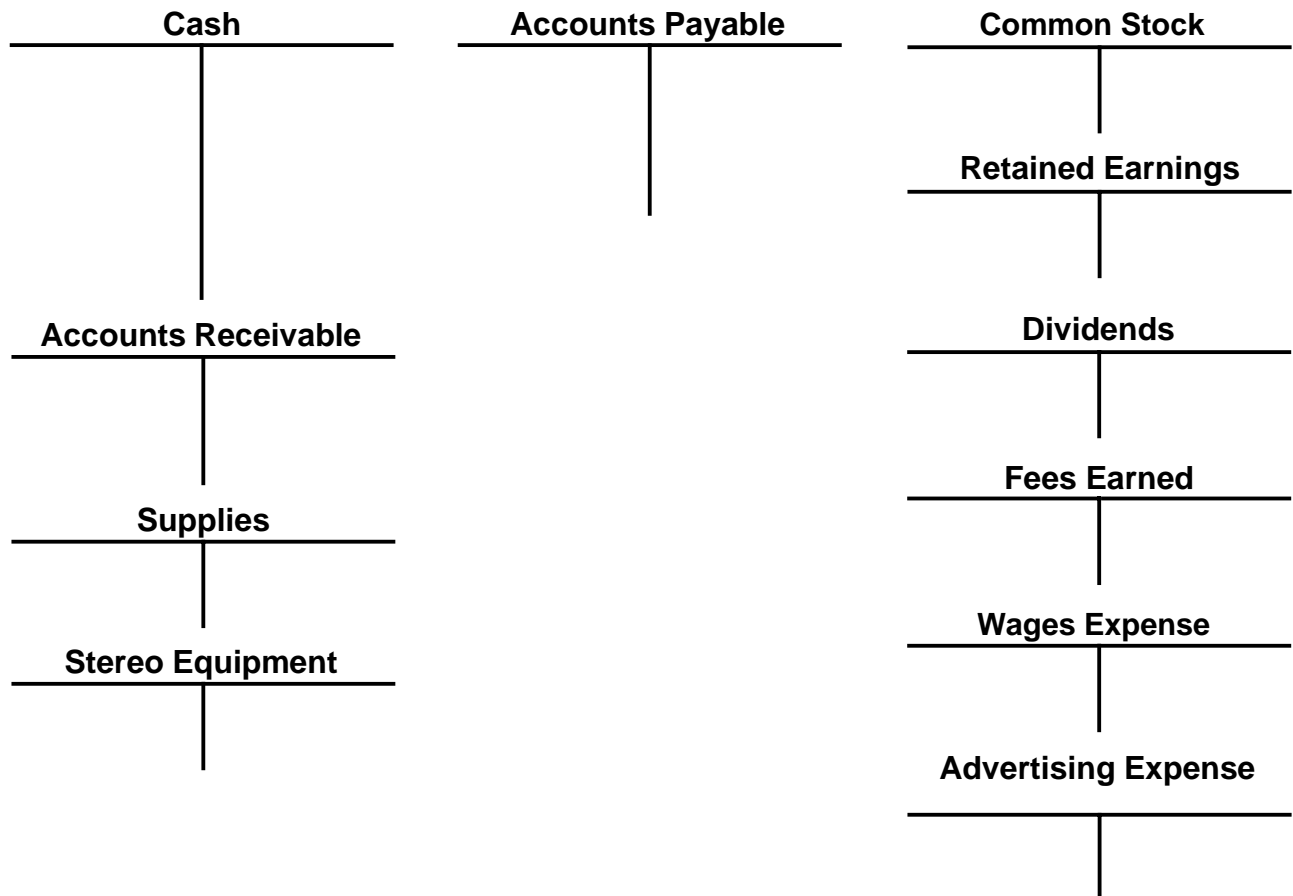 Cash
Accounts Payable
Common Stock
Retained Earnings
Accounts Receivable
Dividends
Fees Earned
Supplies
Wages Expense
Stereo Equipment
Advertising Expense